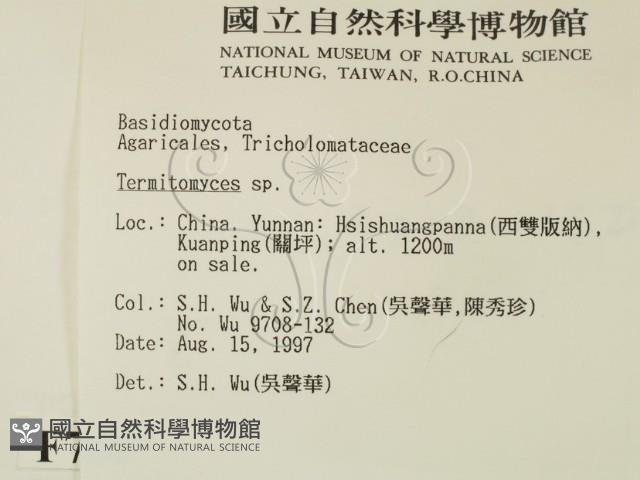 國立自然科學博物館
NATIONAL MUSEUM OF NATURAL SCIENCE
TAICHUNG, TAIWAN, R.O.CHINA
Basidiomycota
Agaricales, Tricholomataceae
Termitomyces sp.
Loc.: China. Yunnan: Hsishuangpanna(西雙版納),
Kuanping(關坪); alt. 1200m
on sale.
Col.: S.H. Wu & S.Z. Chen(吳聲華,陳秀珍)
No. Wu 9708-132
Date: Aug. 15, 1997
Det.: S.H. Wu(吳聲華)
國立自然科學博物館
NATIONAL MUSEUM OF NATURAL SCIENCE